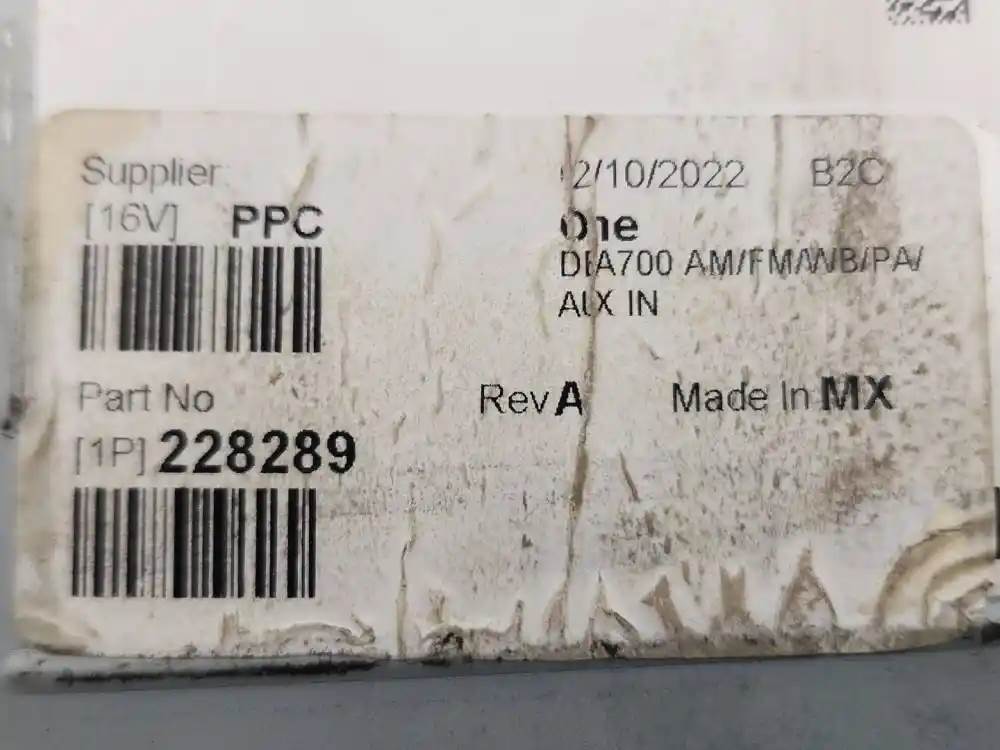 Supplier:
[16V] PPC
2/10/2022 B2C
One
DEA700 AM/FM/WB/PA/
AUX IN
Part No
[1P] 228289
Rev A Made In MX